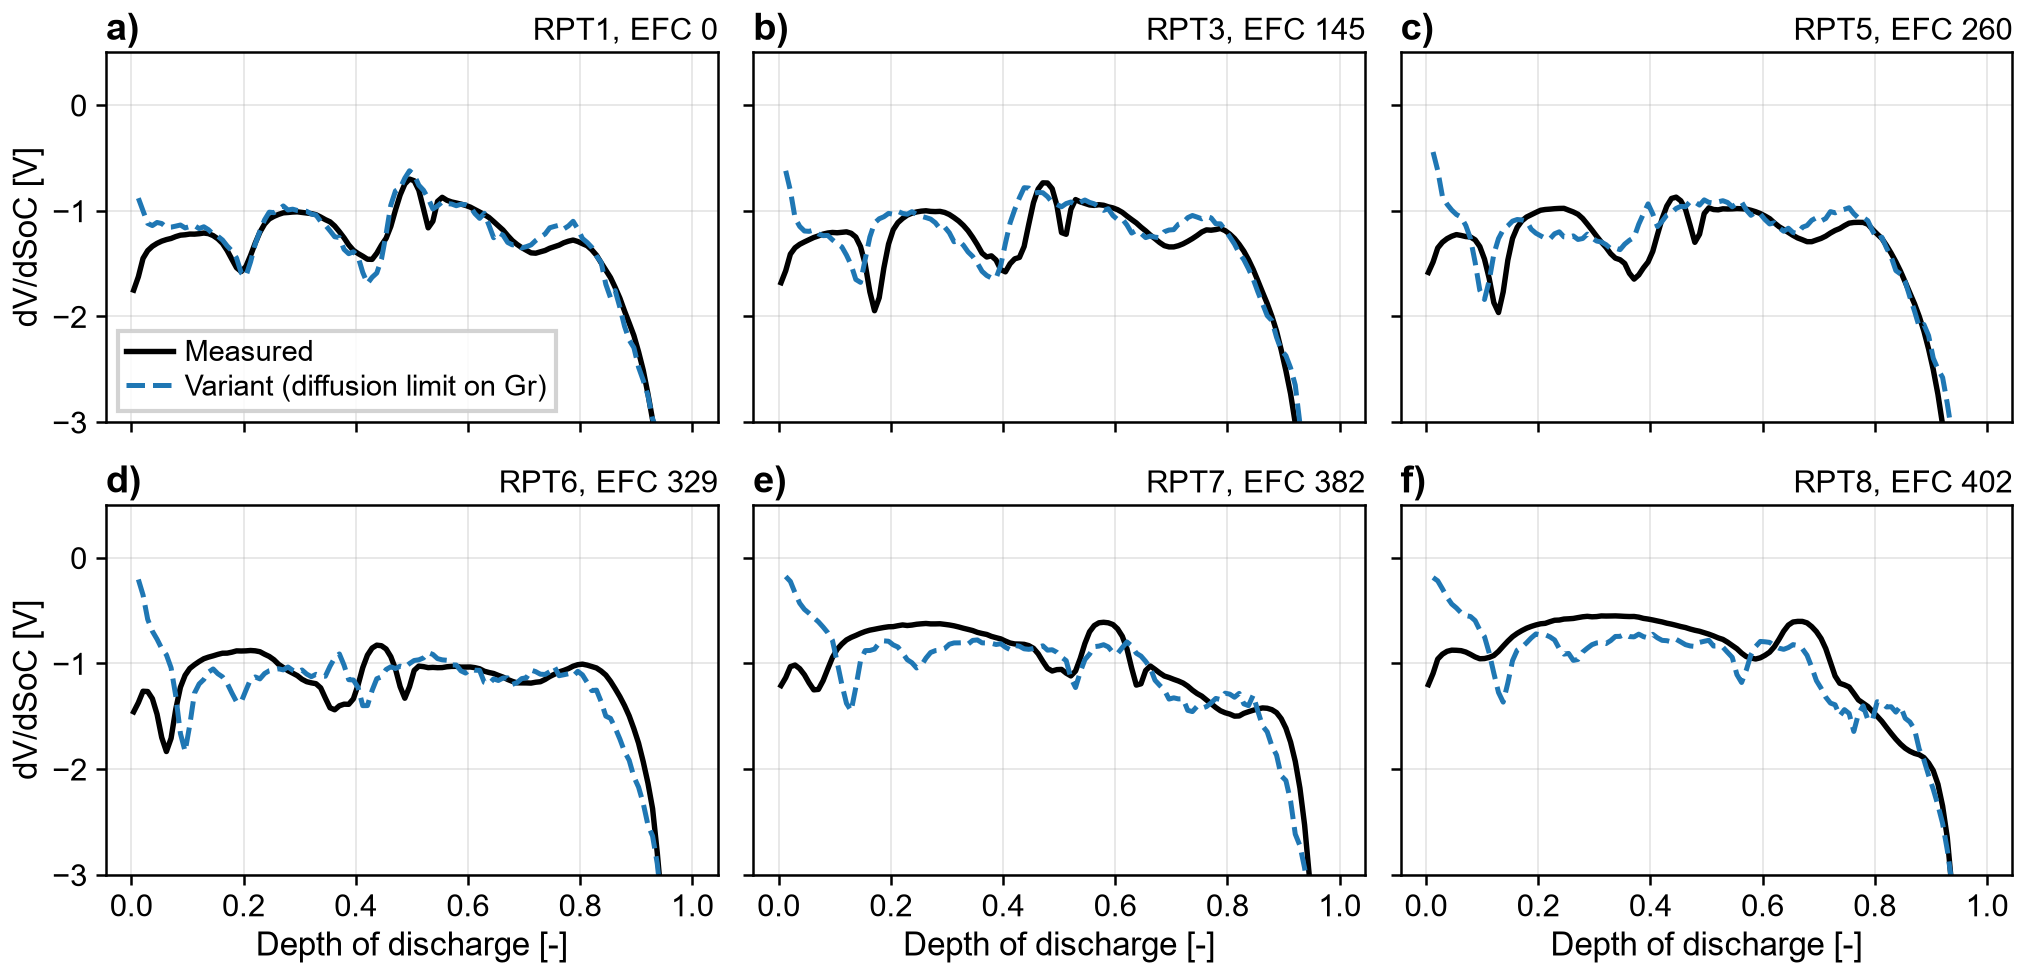 a) RPT1, EFC 0
b) RPT3, EFC 145
c) RPT5, EFC 260
0
−1
−2
−3
dV/dSoC [V]
Measured
Variant (diffusion limit on Gr)
d) RPT6, EFC 329
e) RPT7, EFC 382
f) RPT8, EFC 402
0
−1
−2
−3
dV/dSoC [V]
0.0 0.2 0.4 0.6 0.8 1.0
0.0 0.2 0.4 0.6 0.8 1.0
0.0 0.2 0.4 0.6 0.8 1.0
Depth of discharge [-]
Depth of discharge [-]
Depth of discharge [-]